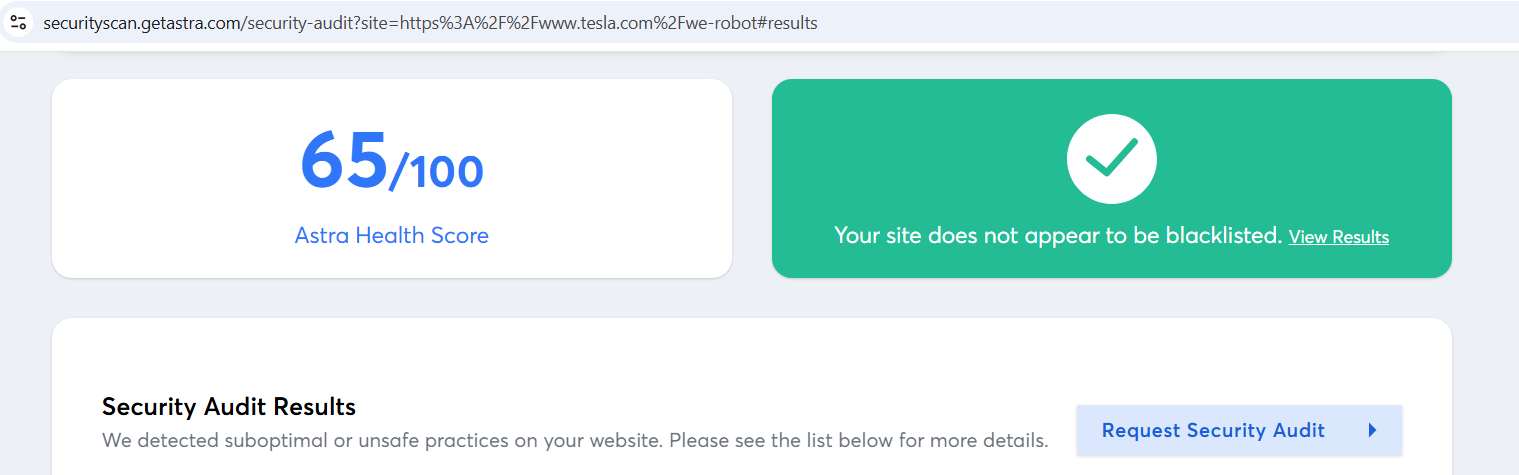 securityscan.getastra.com/security-audit?site=https%3A%2F%2Fwww.tesla.com%2Fwe-robot#results
65/100
Astra Health Score
Your site does not appear to be blacklisted. View Results
Security Audit Results
We detected suboptimal or unsafe practices on your website. Please see the list below for more details.
Request Security Audit